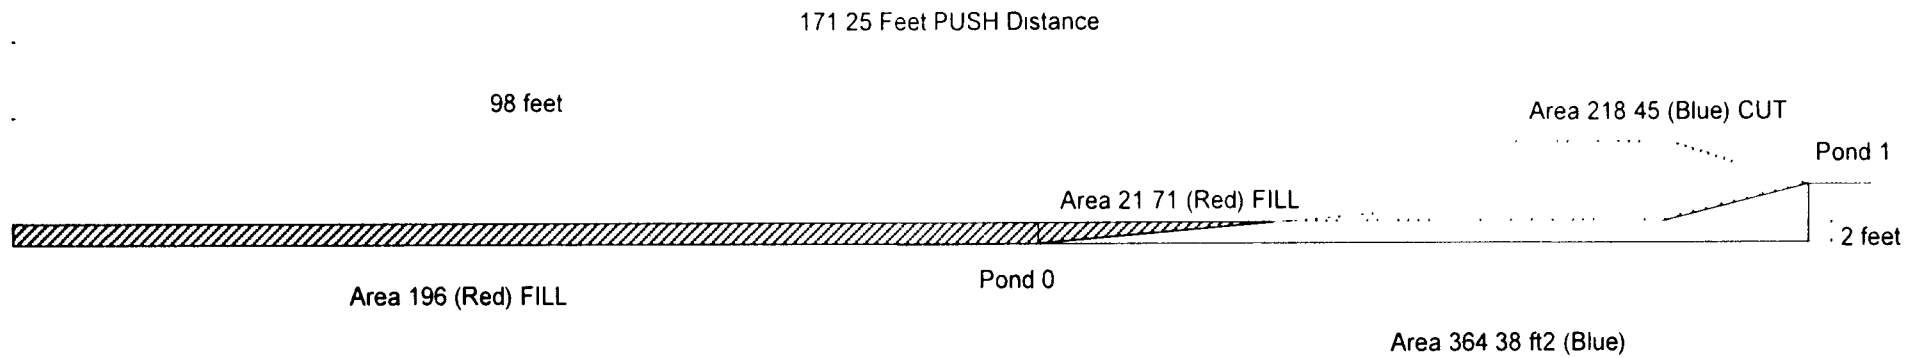 171 25 Feet PUSH Distance
98 feet
Area 218 45 (Blue) CUT
Pond 1
Area 21 71 (Red) FILL
2 feet
Pond 0
Area 196 (Red) FILL
Area 364 38 ft2 (Blue)